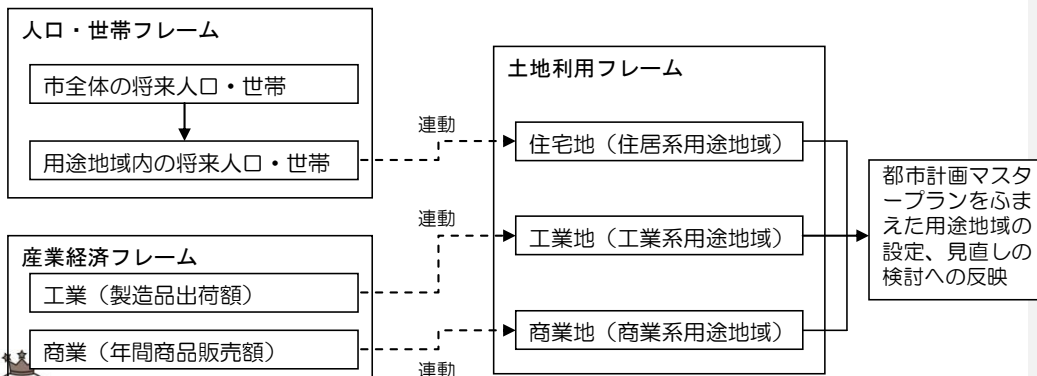 人口・世帯フレーム
市全体の将来人口・世帯
用途地域内の将来人口・世帯
産業経済フレーム
工業（製造品出荷額）
商業（年間商品販売額）
連動
連動
連動
土地利用フレーム
住宅地（住居系用途地域）
工業地（工業系用途地域）
商業地（商業系用途地域）
都市計画マスタ
ープランをふま
えた用途地域の
設定、見直しの
検討への反映